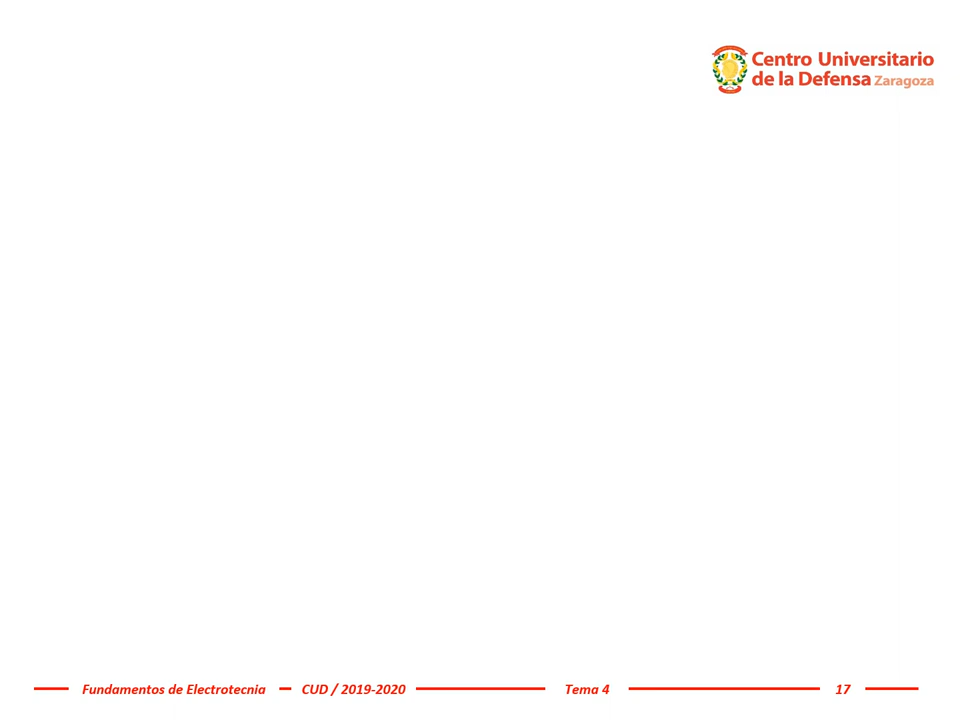 Centro Universitario
de la Defensa Zaragoza
Fundamentos de Electrotecnia CUD / 2019-2020 Tema 4 17